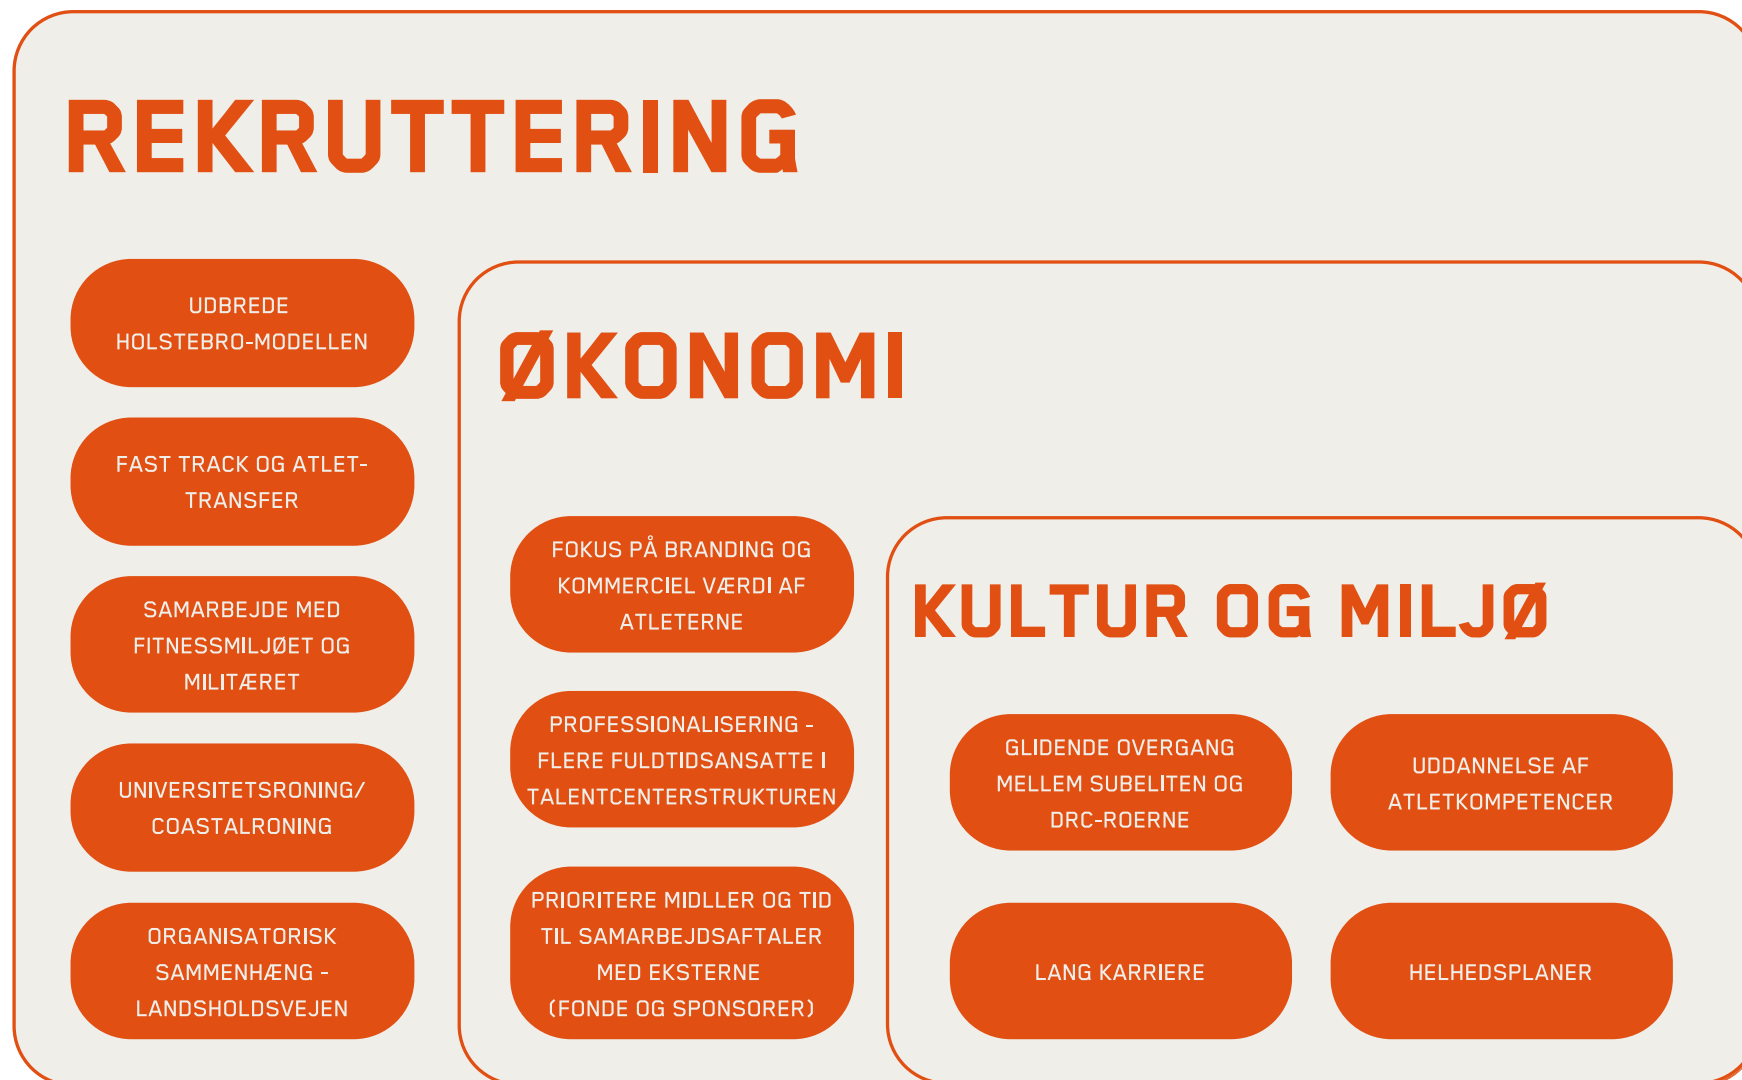 REKRUTTERING
UDBREDE
HOLSTEBRO-MODELLEN
FAST TRACK OG ATLET-
TRANSFER
SAMARBEJDE MED
FITNESSMILJØET OG
MILITÆRET
UNIVERSITETSRONING/
COASTALRONING
ORGANISATORISK
SAMMENHÆNG -
LANDSHOLDSVEJEN
ØKONOMI
FOKUS PÅ BRANDING OG
KOMMERCIEL VÆRDI AF
ATLETERNE
PROFESSIONALISERING -
FLERE FULDTIDSANSATTE I
TALENTCENTERSTRUKTUREN
PRIORITERE MIDLLER OG TID
TIL SAMARBEJDSAFTALER
MED EKSTERNE
(FONDE OG SPONSORER)
KULTUR OG MILJØ
GLIDENDE OVERGANG
MELLEM SUBELITEN OG
DRC-ROERNE
UDDANNELSE AF
ATLETKOMPETENCER
LANG KARRIERE
HELHEDSPLANER